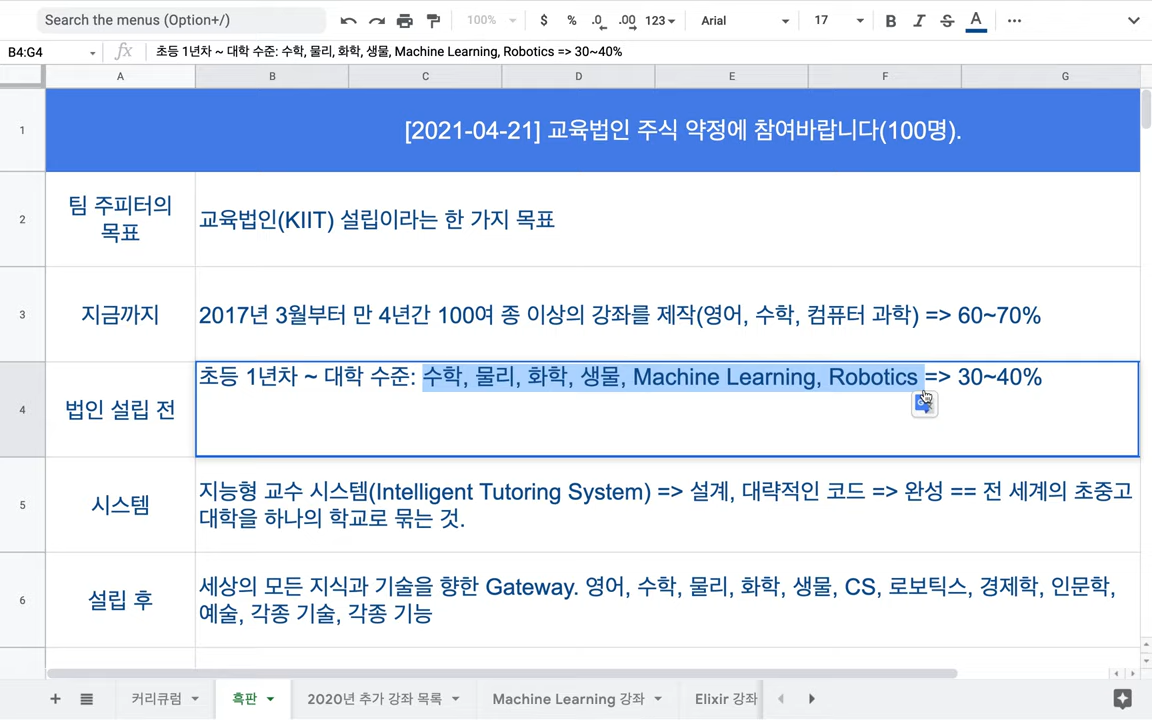 Search the menus (Option+/)
100%
$
%
.0
.00
123
Arial
17
B
I
S
A
B4:G4
fx
초등 1년차 ~ 대학 수준: 수학, 물리, 화학, 생물, Machine Learning, Robotics => 30~40%
A
B
C
D
E
F
G
1
[2021-04-21] 교육법인 주식 약정에 참여바랍니다(100명).
2
팀 주피터의
목표
교육법인(KIIT) 설립이라는 한 가지 목표
3
지금까지
2017년 3월부터 만 4년간 100여 종 이상의 강좌를 제작(영어, 수학, 컴퓨터 과학) => 60~70%
4
법인 설립 전
초등 1년차 ~ 대학 수준: 수학, 물리, 화학, 생물, Machine Learning, Robotics => 30~40%
5
시스템
지능형 교수 시스템(Intelligent Tutoring System) => 설계, 대략적인 코드 => 완성 == 전 세계의 초중고
대학을 하나의 학교로 묶는 것.
6
설립 후
세상의 모든 지식과 기술을 향한 Gateway. 영어, 수학, 물리, 화학, 생물, CS, 로보틱스, 경제학, 인문학,
예술, 각종 기술, 각종 기능
커리큐럼
흑판
2020년 추가 강좌 목록
Machine Learning 강좌
Elixir 강좌